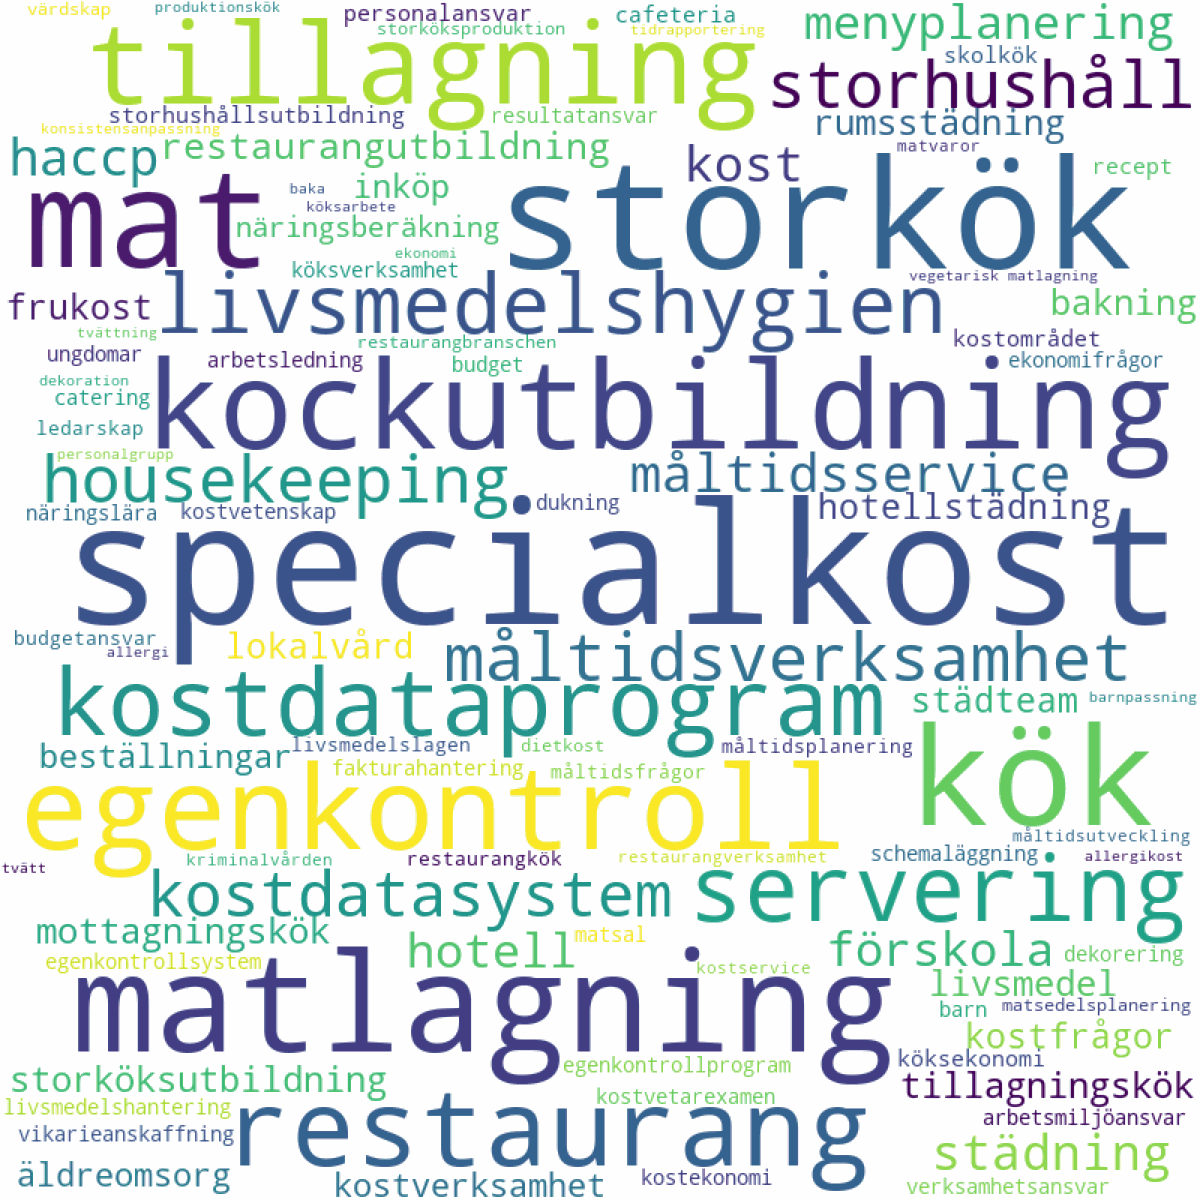 värdskap
produktionskök
personalansvar
cafeteria
menyplanering
storköksproduktion
tidrapportering
tillagning
skolkök
storhushåll
storhushållsutbildning
resultatansvar
rumsstädning
konsistensanpassning
haccp
restaurangutbildning
kost
matvaror
recept
mat
baka
inköp
storkök
köksarbete
näringsberäkning
ekonomi
köksverksamhet
vegetarisk matlagning
frukost
livsmedelshygien
bakning
tvättning
restaurangbranschen
kostområdet
ungdomar
arbetsledning
budget
ekonomifrågor
dekoration
catering
kockutbildning
ledarskap
personalgrupp
housekeeping
måltidsservice
näringslära
kostvetenskap
dukning
hotellstädning
specialkost
budgetansvar
allergi
lokalvård
måltidsverksamhet
kostdataprogram
städteam
barnpassning
beställningar
livsmedelslagen
dietkost
måltidsplanering
fakturahantering
måltidsfrågor
kök
egenkontroll
måltidsutveckling
tvätt
kriminalvården
restaurangkök
restaurangverksamhet
schemaläggning
allergikost
kostdatasystem
servering
mottagningskök
hotell
matsal
förskola
dekorering
egenkontrollsystem
kostservice
livsmedel
matlagning
barn
matsedelsplanering
kostfrågor
egenkontrollprogram
köksekonomi
storköksutbildning
tillagningskök
livsmedelshantering
kostvetarexamen
arbetsmiljöansvar
vikarieanskaffning
restaurang
städning
äldreomsorg
kostverksamhet
kostekonomi
verksamhetsansvar